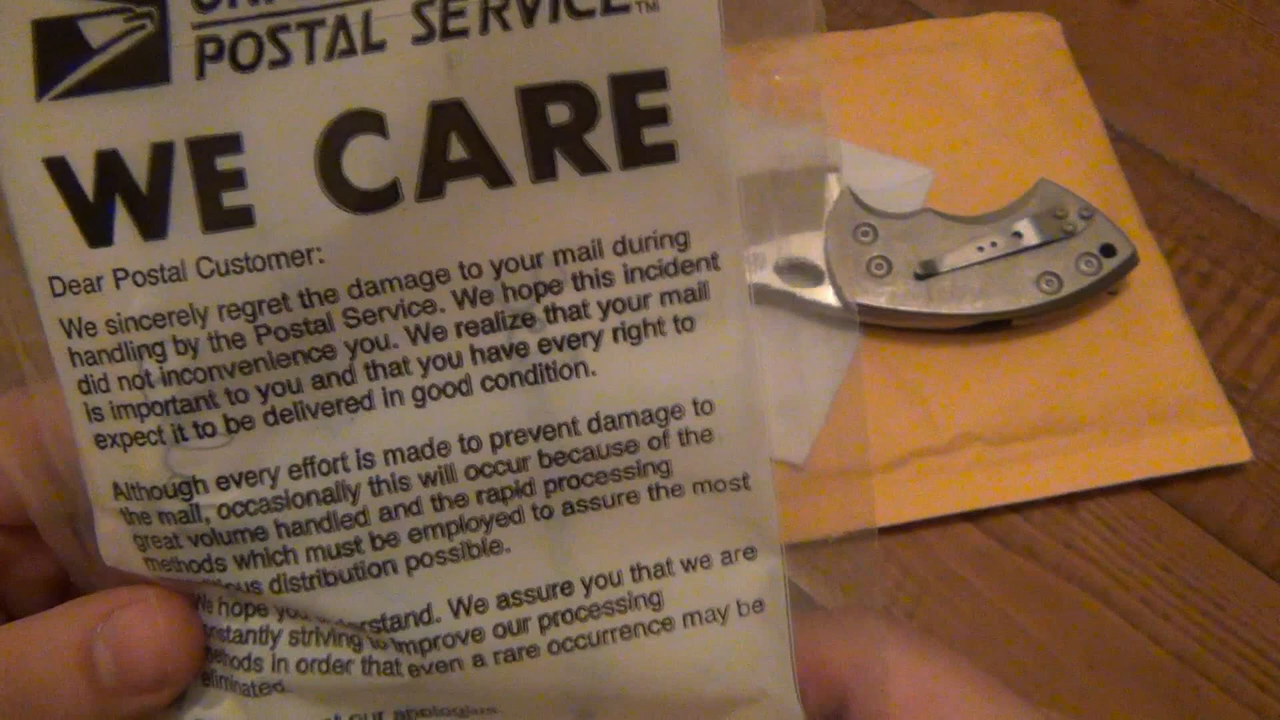 POSTAL SERVICE™
WE CARE
Dear Postal Customer:
We sincerely regret the damage to your mail during
handling by the Postal Service. We hope this incident
did not inconvenience you. We realize that your mail
is important to you and that you have every right to
expect it to be delivered in good condition.
Although every effort is made to prevent damage to
the mail, occasionally this will occur because of the
great volume handled and the rapid processing
methods which must be employed to assure the most
distribution possible.
We hope you understand. We assure you that we are
striving to improve our processing
in order that even a rare occurrence may be
eliminated.
our apologies